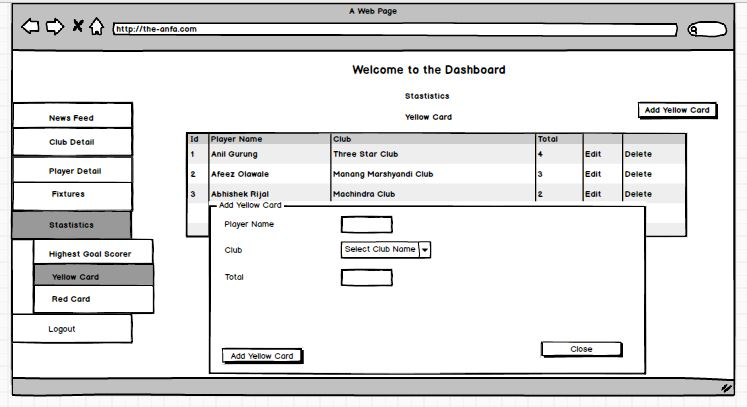 A Web Page
http://the-anfa.com
Welcome to the Dashboard
Stastistics
Yellow Card
Add Yellow Card
News Feed
Club Detail
Player Detail
Fixtures
Stastistics
Highest Goal Scorer
Yellow Card
Red Card
Logout
Id Player Name Club Total
1 Anil Gurung Three Star Club 4 Edit Delete
2 Afeez Olawale Manang Marshyandi Club 3 Edit Delete
3 Abhishek Rijal Machindra Club 2 Edit Delete
Add Yellow Card
Player Name
Club Select Club Name
Total
Add Yellow Card Close